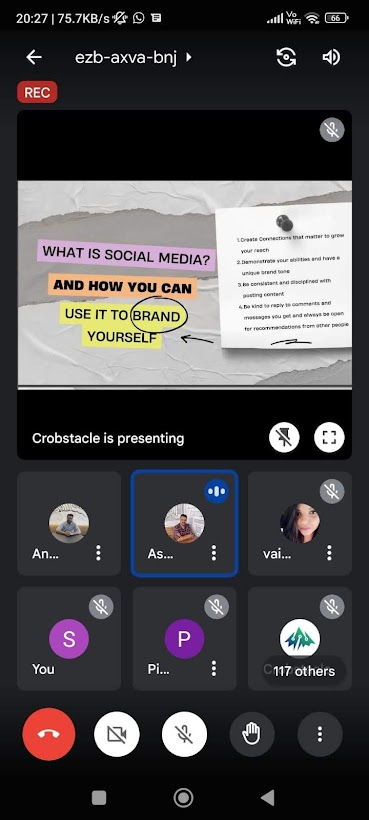 20:27 | 75.7KB/s
Vo
WiFi
66
ezb-axva-bnj
REC
WHAT IS SOCIAL MEDIA?
AND HOW YOU CAN
USE IT TO BRAND
YOURSELF
1.Create Connections that matter to grow
your reach
2.Demonstrate your abilities and have a
unique brand tone
3.Be consistent and disciplined with
posting content
4.Be kind to reply to comments and
messages you get and always be open
for recommendations from other people
Crobstacle is presenting
An...
As...
vai...
S
You
P
Pi...
117 others